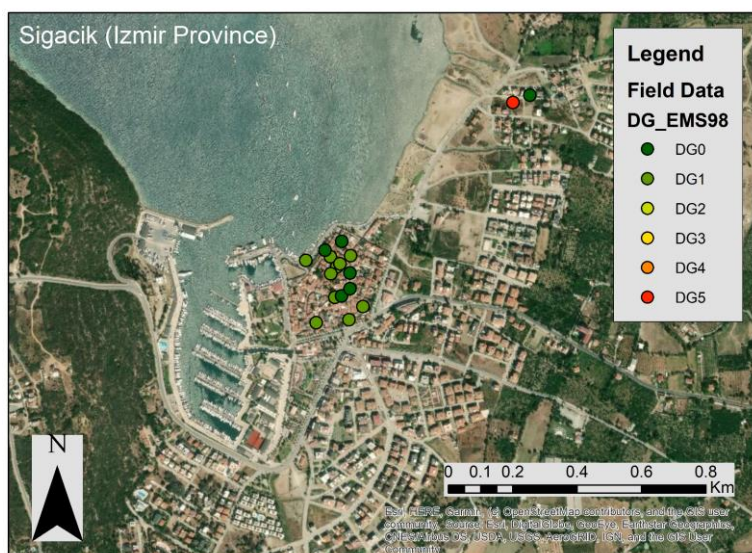 Sigacik (Izmir Province)
Legend
Field Data
DG_EMS98
DG0
DG1
DG2
DG3
DG4
DG5
N
0 0.1 0.2 0.4 0.6 0.8
Km
Esri, HERE, Garmin, (c) OpenStreetMap contributors, and the GIS user
community, Source: Esri, DigitalGlobe, GeoEye, Earthstar Geographics,
CNES/Airbus DS, USDA, USGS, AeroGRID, IGN, and the GIS User
Community